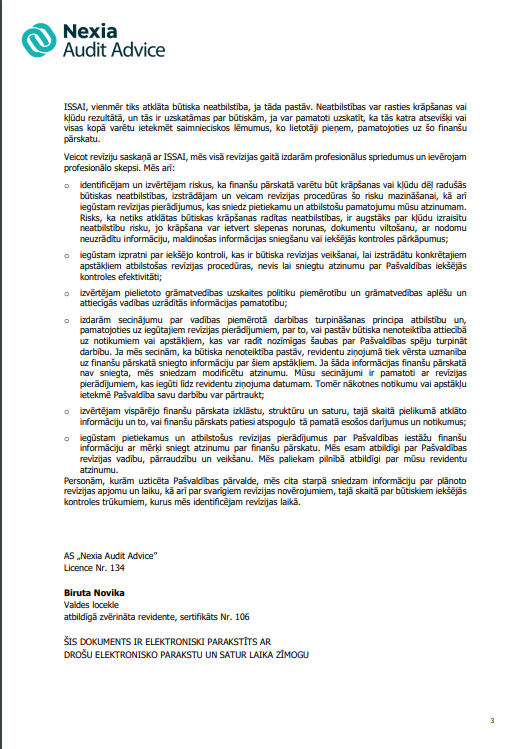 Nexia
Audit Advice
ISSAI, vienmēr tiks atklāta būtiska neatbilstība, ja tāda pastāv. Neatbilstības var rasties krāpšanas vai
kļūdu rezultātā, un tās ir uzskatāmas par būtiskām, ja var pamatoti uzskatīt, ka tās katra atsevišķi vai
visas kopā varētu ietekmēt saimnieciskos lēmumus, ko lietotāji pieņem, pamatojoties uz šo finanšu
pārskatu.
Veicot revīziju saskaņā ar ISSAI, mēs visā revīzijas gaitā izdarām profesionālus spriedumus un ievērojam
profesionālo skepsi. Mēs arī:
o identificējam un izvērtējam riskus, ka finanšu pārskatā varētu būt krāpšanas vai kļūdu dēļ radušās
būtiskas neatbilstības, izstrādājam un veicam revīzijas procedūras šo risku mazināšanai, kā arī
iegūstam revīzijas pierādījumus, kas sniedz pietiekamu un atbilstošu pamatojumu mūsu atzinumam.
Risks, ka netiks atklātas būtiskas krāpšanas radītas neatbilstības, ir augstāks par kļūdu izraisītu
neatbilstību risku, jo krāpšana var ietvert slepenas norunas, dokumentu viltošanu, ar nodomu
neuzrādītu informāciju, maldinošas informācijas sniegšanu vai iekšējās kontroles pārkāpumus;
o iegūstam izpratni par iekšējo kontroli, kas ir būtiska revīzijas veikšanai, lai izstrādātu konkrētajiem
apstākļiem atbilstošas revīzijas procedūras, nevis lai sniegtu atzinumu par Pašvaldības iekšējās
kontroles efektivitāti;
o izvērtējam pielietoto grāmatvedības uzskaites politiku piemērotību un grāmatvedības aplēšu un
attiecīgās vadības uzrādītās informācijas pamatotību;
o izdarām secinājumu par vadības piemērotā darbības turpināšanas principa atbilstību un,
pamatojoties uz iegūtajiem revīzijas pierādījumiem, par to, vai pastāv būtiska nenoteiktība attiecībā
uz notikumiem vai apstākļiem, kas var radīt nozīmīgas šaubas par Pašvaldības spēju turpināt
darbību. Ja mēs secinām, ka būtiska nenoteiktība pastāv, revidentu ziņojumā tiek vērsta uzmanība
uz finanšu pārskatā sniegto informāciju par šiem apstākļiem. Ja šāda informācijas finanšu pārskatā
nav sniegta, mēs sniedzam modificētu atzinumu. Mūsu secinājumi ir pamatoti ar revīzijas
pierādījumiem, kas iegūti līdz revidentu ziņojuma datumam. Tomēr nākotnes notikumu vai apstākļu
ietekmē Pašvaldība savu darbību var pārtraukt;
o izvērtējam vispārējo finanšu pārskata izklāstu, struktūru un saturu, tajā skaitā pielikumā atklāto
informāciju un to, vai finanšu pārskats patiesi atspoguļo tā pamatā esošos darījumus un notikumus;
o iegūstam pietiekamus un atbilstošus revīzijas pierādījumus par Pašvaldības iestāžu finanšu
informāciju ar mērķi sniegt atzinumu par finanšu pārskatu. Mēs esam atbildīgi par Pašvaldības
revīzijas vadību, pārraudzību un veikšanu. Mēs paliekam pilnībā atbildīgi par mūsu revidentu
atzinumu.
Personām, kurām uzticēta Pašvaldības pārvalde, mēs cita starpā sniedzam informāciju par plānoto
revīzijas apjomu un laiku, kā arī par svarīgiem revīzijas novērojumiem, tajā skaitā par būtiskiem iekšējās
kontroles trūkumiem, kurus mēs identificējam revīzijas laikā.
AS „Nexia Audit Advice”
Licence Nr. 134
Biruta Novika
Valdes locekle
atbildīgā zvērināta revidente, sertifikāts Nr. 106
ŠIS DOKUMENTS IR ELEKTRONISKI PARAKSTĪTS AR
DROŠU ELEKTRONISKO PARAKSTU UN SATUR LAIKA ZĪMOGU
3